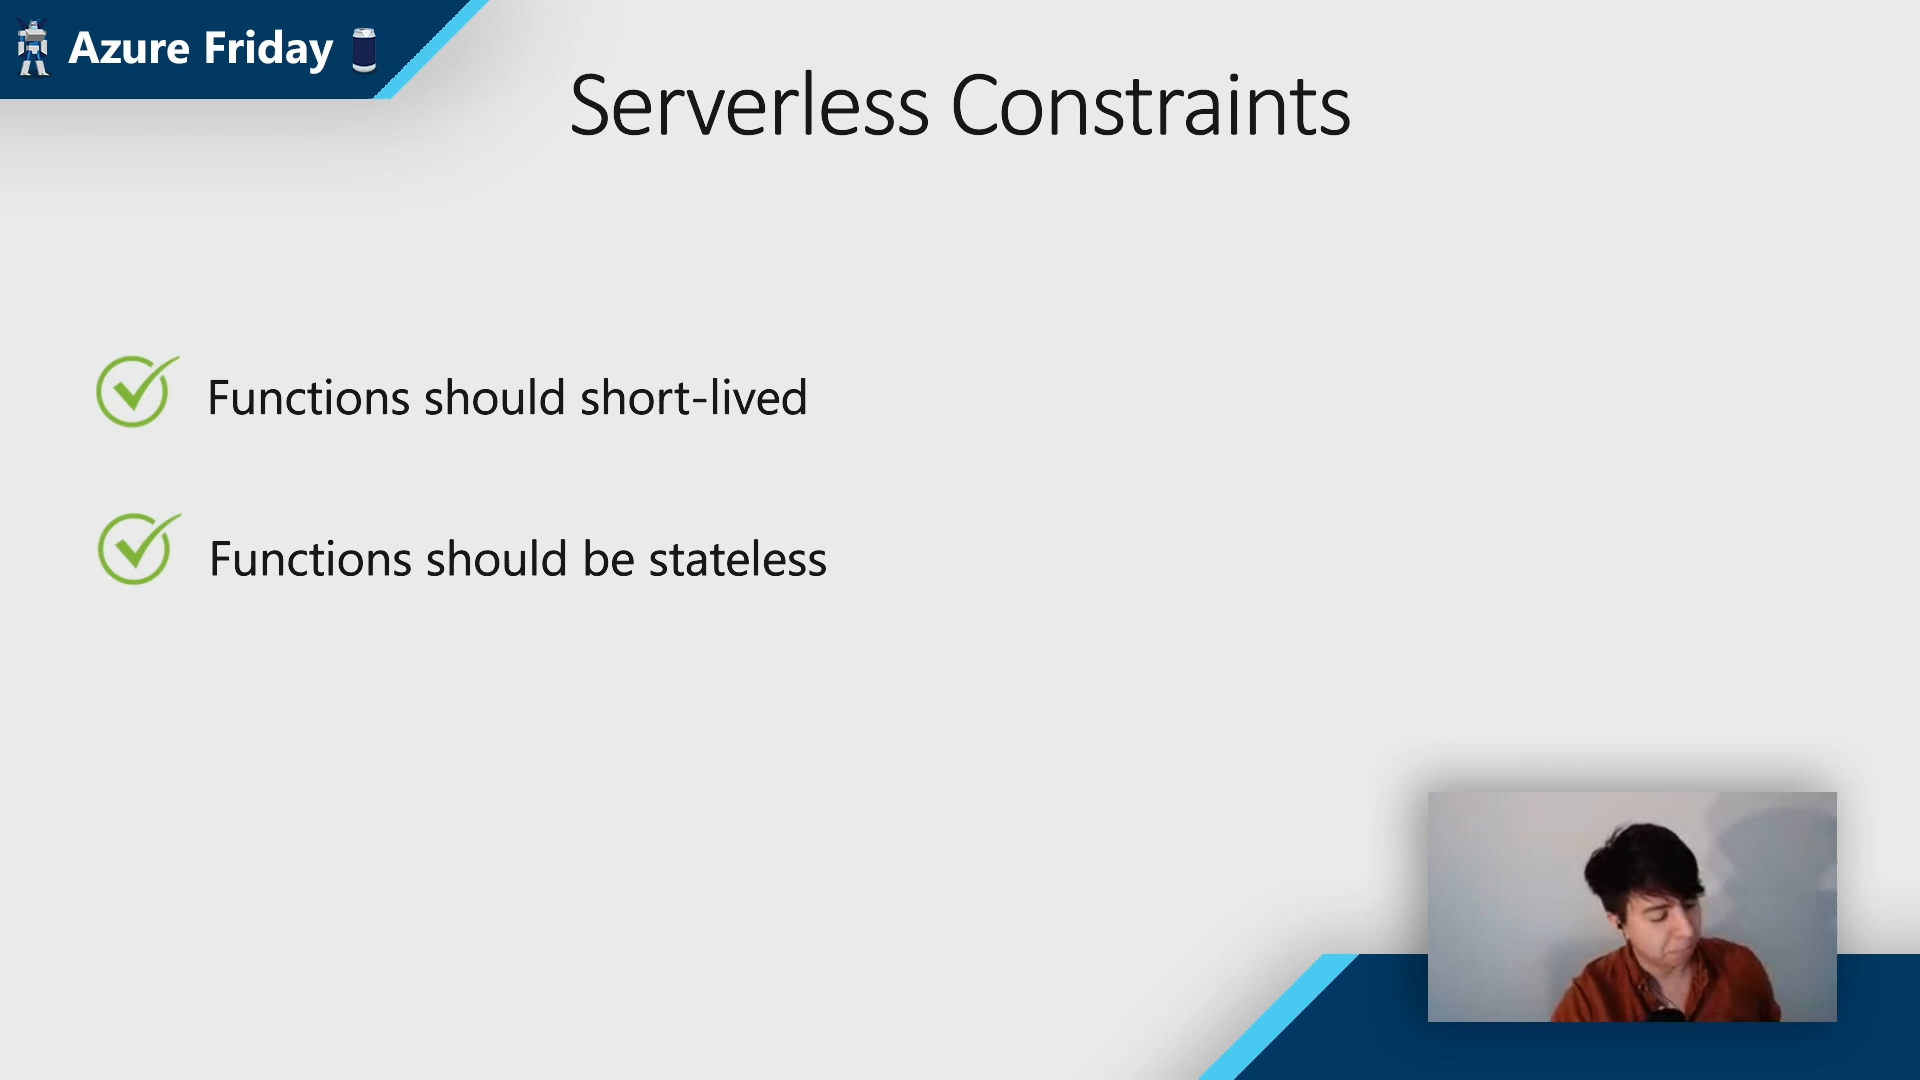 Azure Friday
Serverless Constraints
Functions should short-lived
Functions should be stateless